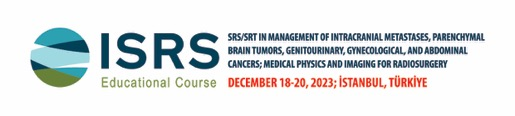 ISRS
Educational Course
SRS/SRT IN MANAGEMENT OF INTRACRANIAL METASTASES, PARENCHYMAL
BRAIN TUMORS, GENITOURINARY, GYNECOLOGICAL, AND ABDOMINAL
CANCERS; MEDICAL PHYSICS AND IMAGING FOR RADIOSURGERY
DECEMBER 18-20, 2023; İSTANBUL, TÜRKİYE